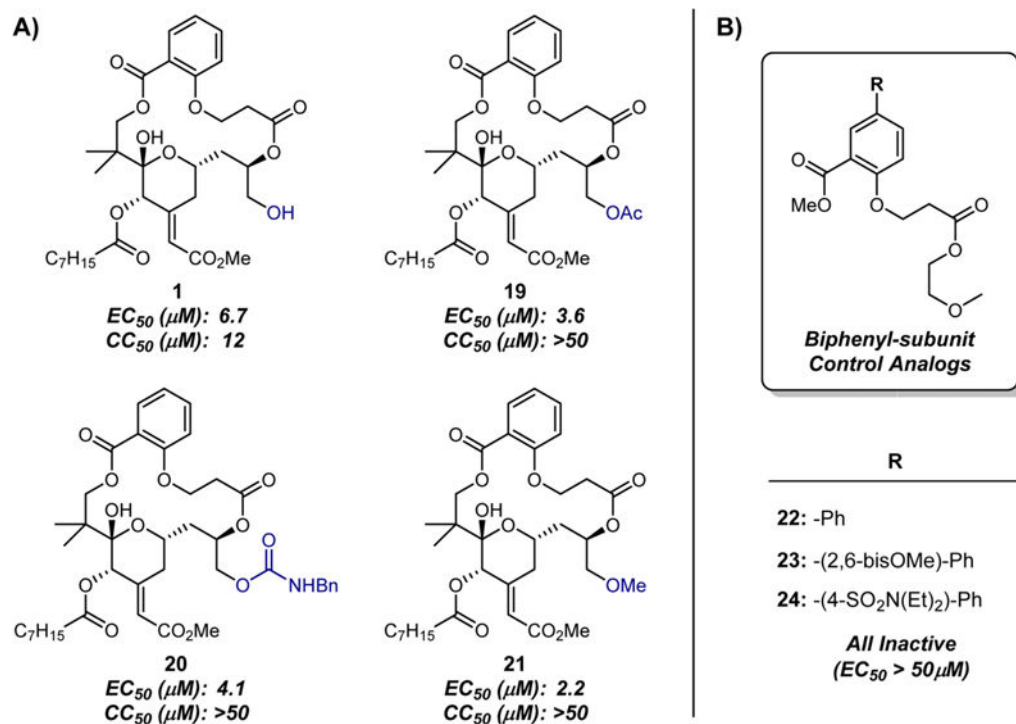 A)
O
O
O
O
OH
O
O
O
OH
O
C7H15
O
CO2Me
1
EC50 (μM): 6.7
CC50 (μM): 12
O
O
O
O
OH
O
O
O
OAc
C7H15
O
CO2Me
19
EC50 (μM): 3.6
CC50 (μM): >50
O
O
O
O
OH
O
O
O
O
NHBn
O
C7H15
O
CO2Me
20
EC50 (μM): 4.1
CC50 (μM): >50
O
O
O
O
OH
O
O
OMe
O
C7H15
O
CO2Me
21
EC50 (μM): 2.2
CC50 (μM): >50
B)
R
O
MeO
O
O
O
O
Biphenyl-subunit
Control Analogs
R
22: -Ph
23: -(2,6-bisOMe)-Ph
24: -(4-SO2N(Et)2)-Ph
All Inactive
(EC50 > 50μM)